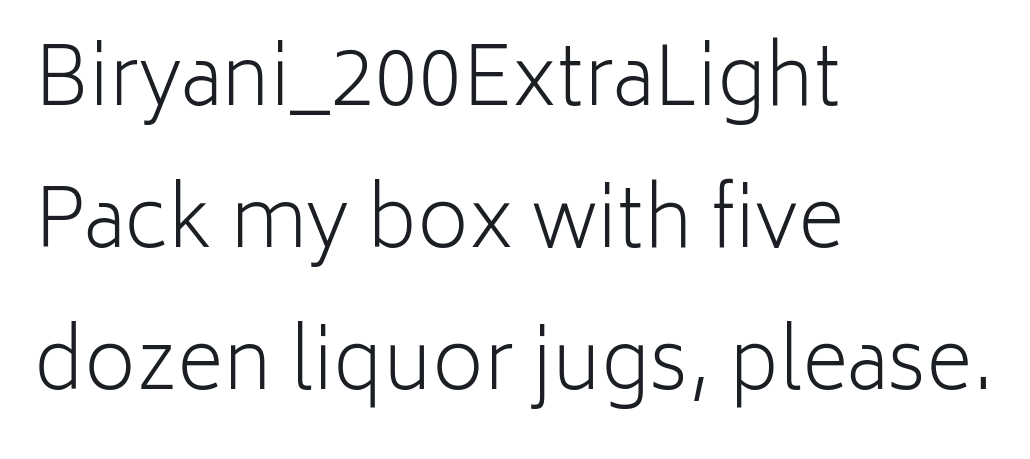 Biryani_200ExtraLight
Pack my box with five
dozen liquor jugs, please.